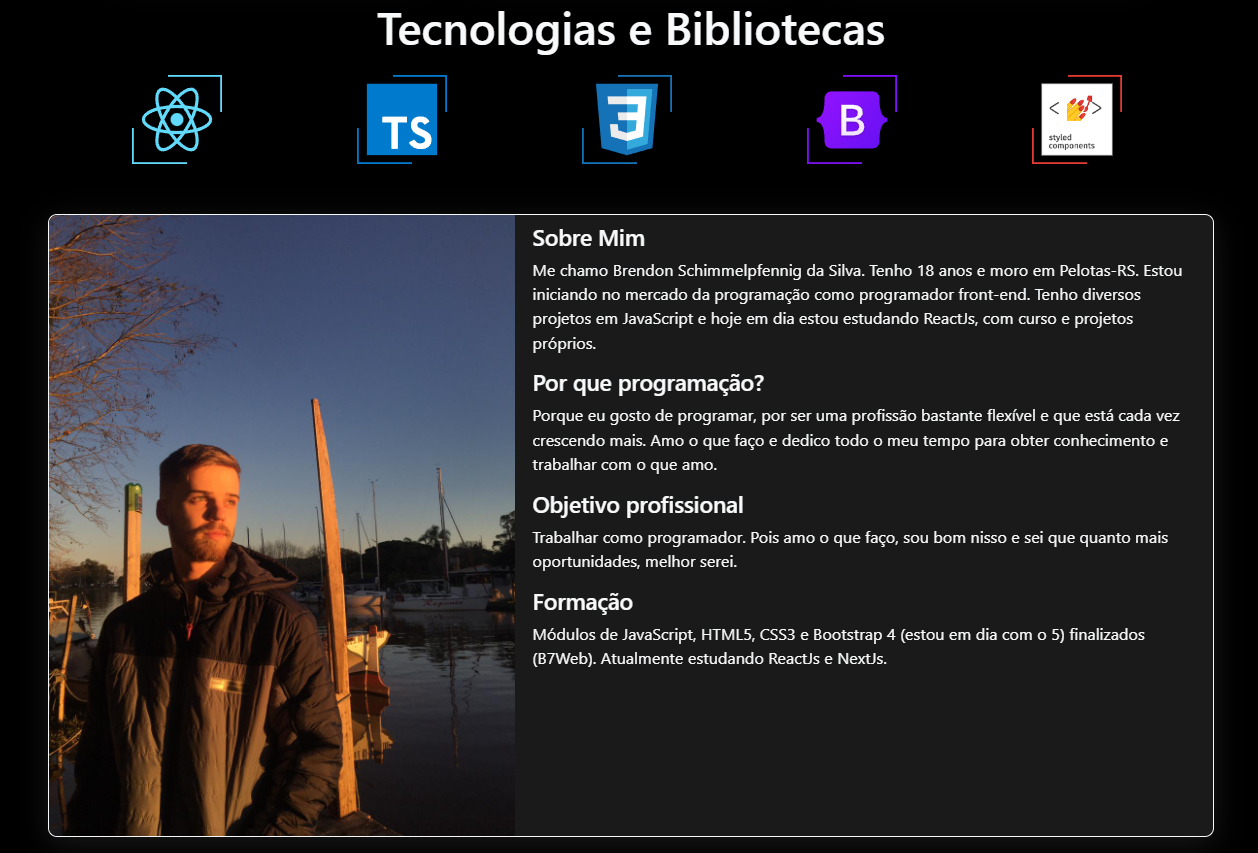 Tecnologias e Bibliotecas
TS
3
B
< >
styled
components
Sobre Mim
Me chamo Brendon Schimmelpfennig da Silva. Tenho 18 anos e moro em Pelotas-RS. Estou
iniciando no mercado da programação como programador front-end. Tenho diversos
projetos em JavaScript e hoje em dia estou estudando ReactJs, com curso e projetos
próprios.
Por que programação?
Porque eu gosto de programar, por ser uma profissão bastante flexível e que está cada vez
crescendo mais. Amo o que faço e dedico todo o meu tempo para obter conhecimento e
trabalhar com o que amo.
Objetivo profissional
Trabalhar como programador. Pois amo o que faço, sou bom nisso e sei que quanto mais
oportunidades, melhor serei.
Formação
Módulos de JavaScript, HTML5, CSS3 e Bootstrap 4 (estou em dia com o 5) finalizados
(B7Web). Atualmente estudando ReactJs e NextJs.